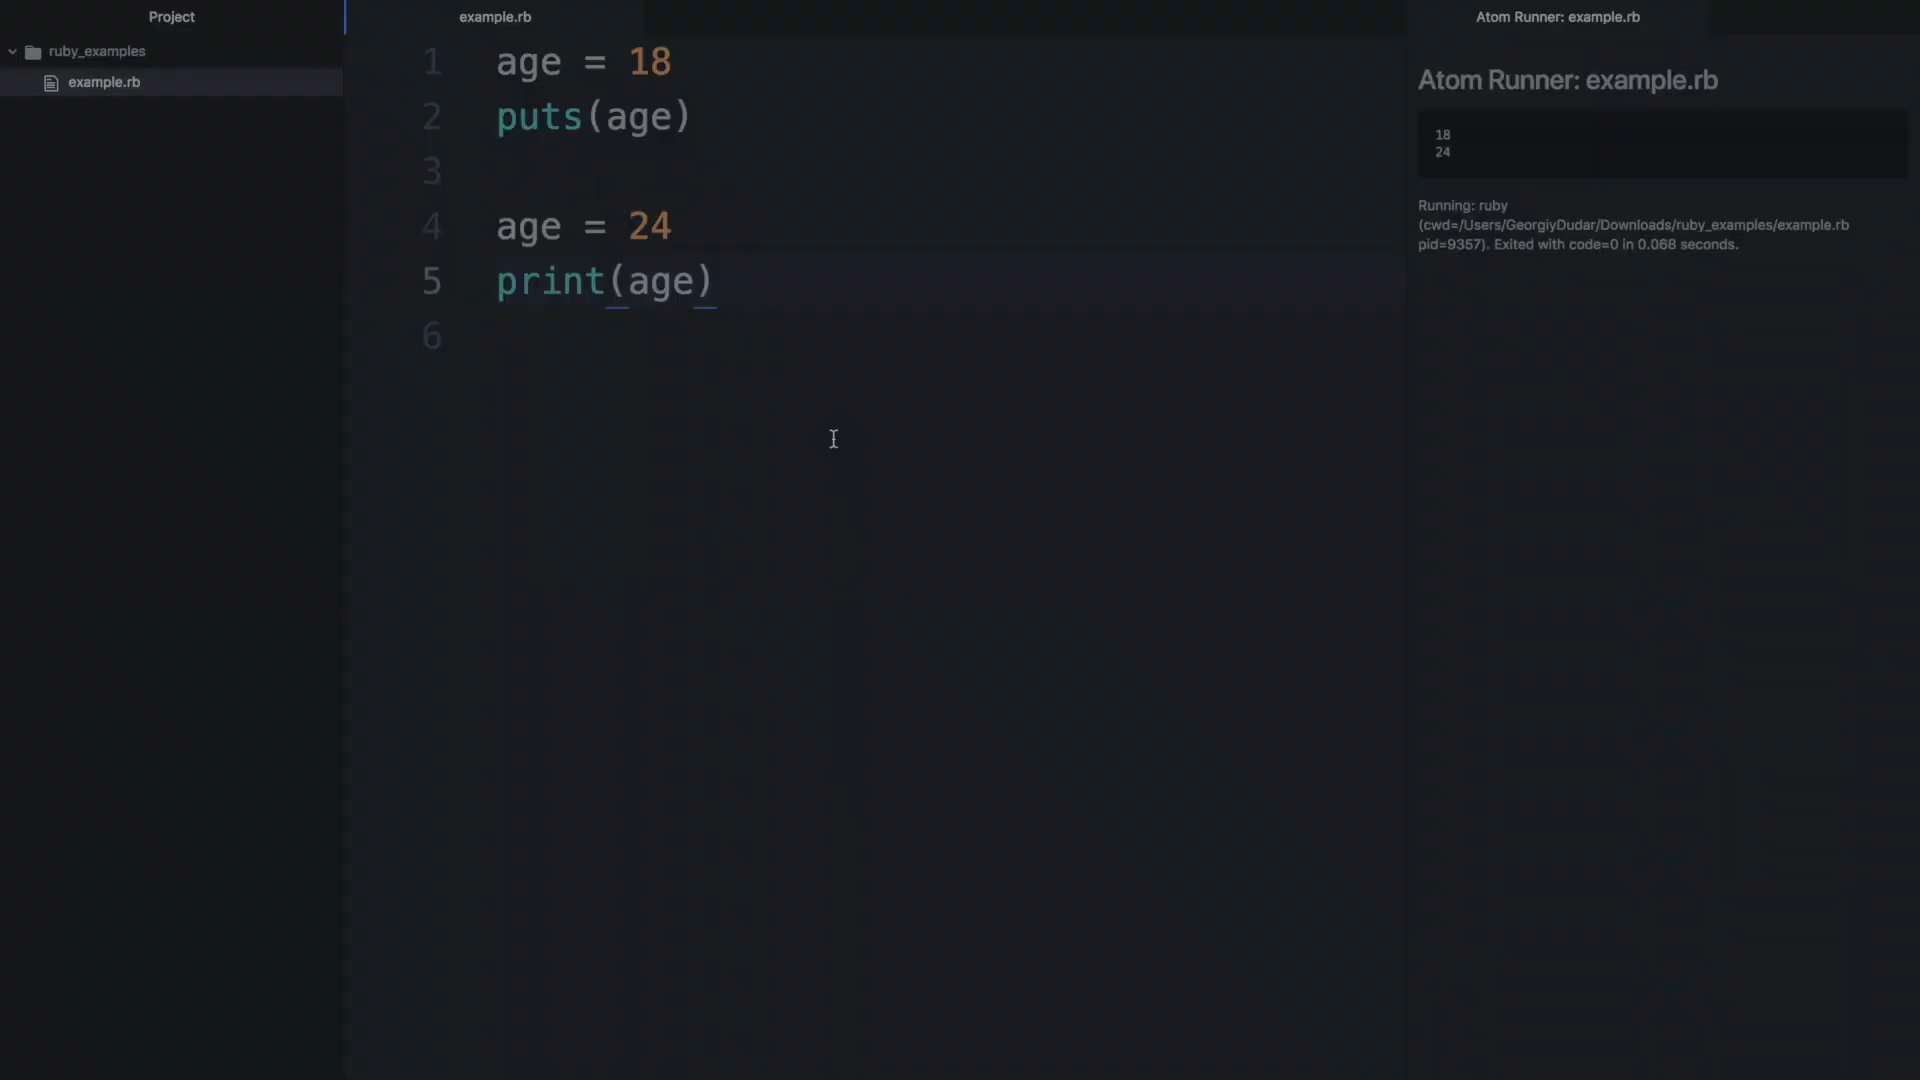 Project
ruby_examples
example.rb
example.rb
1 age = 18
2 puts(age)
3
4 age = 24
5 print(age)
6
Atom Runner: example.rb
Atom Runner: example.rb
18
24
Running: ruby
(cwd=/Users/GeorgiyDudar/Downloads/ruby_examples/example.rb
pid=9357). Exited with code=0 in 0.068 seconds.